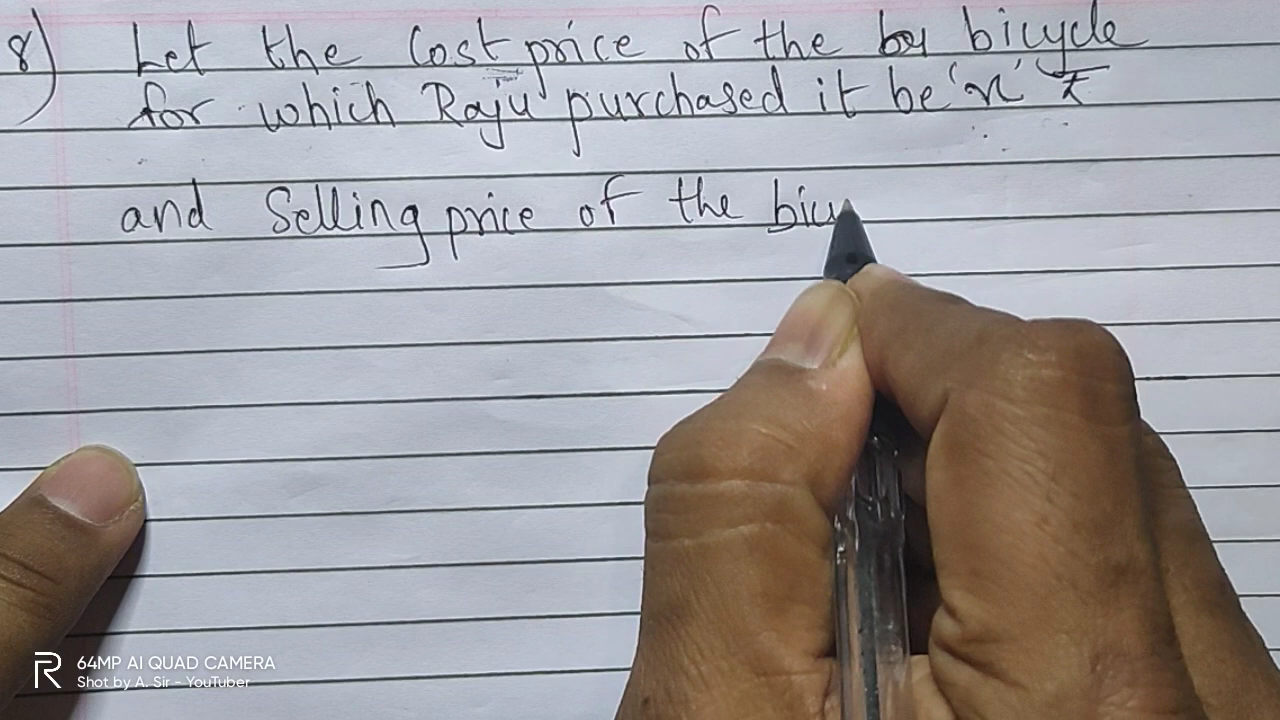 8) Let the Cost price of the bicycle
for which Raju purchased it be 'x' ₹
and Selling price of the bicy
64MP AI QUAD CAMERA
Shot by A. Sir - YouTuber